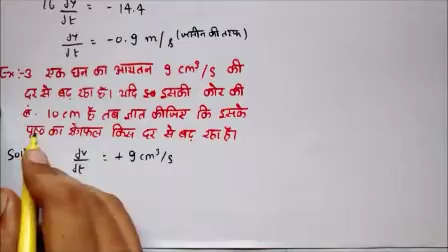 16 dy/dt = -14.4
dy/dt = -0.9 m/s (जमीन की तरफ)
Ex:-3 एक घन का आयतन 9 cm³/s की
दर से बढ़ रहा है। यदि इसकी कोर की
ल. 10 cm है तब ज्ञात कीजिए कि इसके
पृष्ठ का क्षेत्रफल किस दर से बढ़ रहा है।
Sol dv/dt = + 9 cm³/s